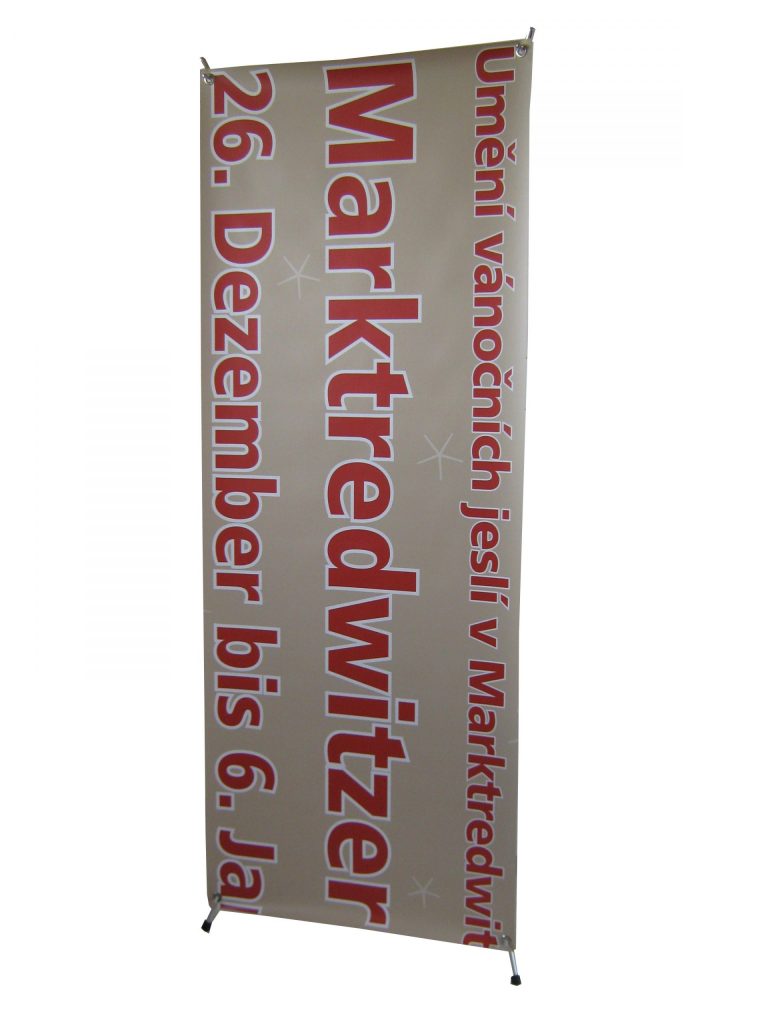 Umění vánočních jeslí v Marktredwit
Marktredwitzer
26. Dezember bis 6. Ja